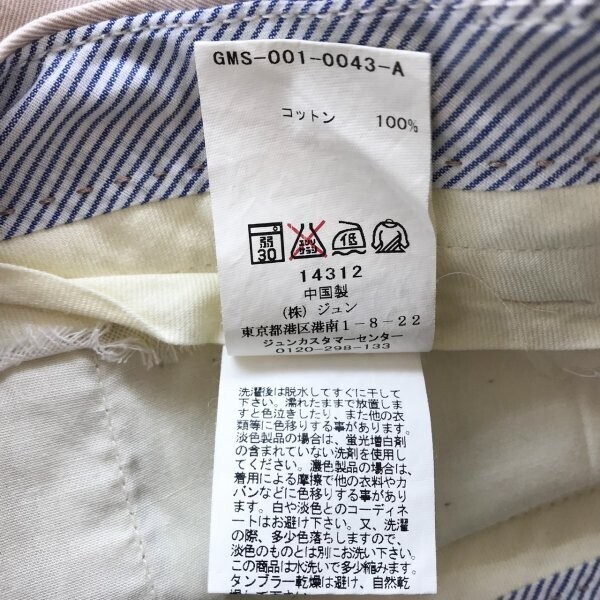 GMS-001-0043-A
コットン 100%
弱 30 エンソ サラシ 低
14312
中国製
(株) ジュン
東京都港区港南1-8-22
ジュンカスタマーセンター
0120-298-133
洗濯後は脱水してすぐに干して
下さい。濡れたままで放置しま
すと色泣きしたり、また他の衣
類等に色移りする事があります。
淡色製品の場合は、蛍光増白剤
の含まれていない洗剤を使用し
てください。濃色製品の場合は、
着用による摩擦で他の衣料やカ
バンなどに色移りする事がありま
す。白や淡色とのコーディネ
ートはお避け下さい。又、洗濯
の際、多少色落ちしますので、
淡色のものとは別にお洗い下さい。
この商品は水洗いで多少縮みます。
タンブラー乾燥は避け、自然乾